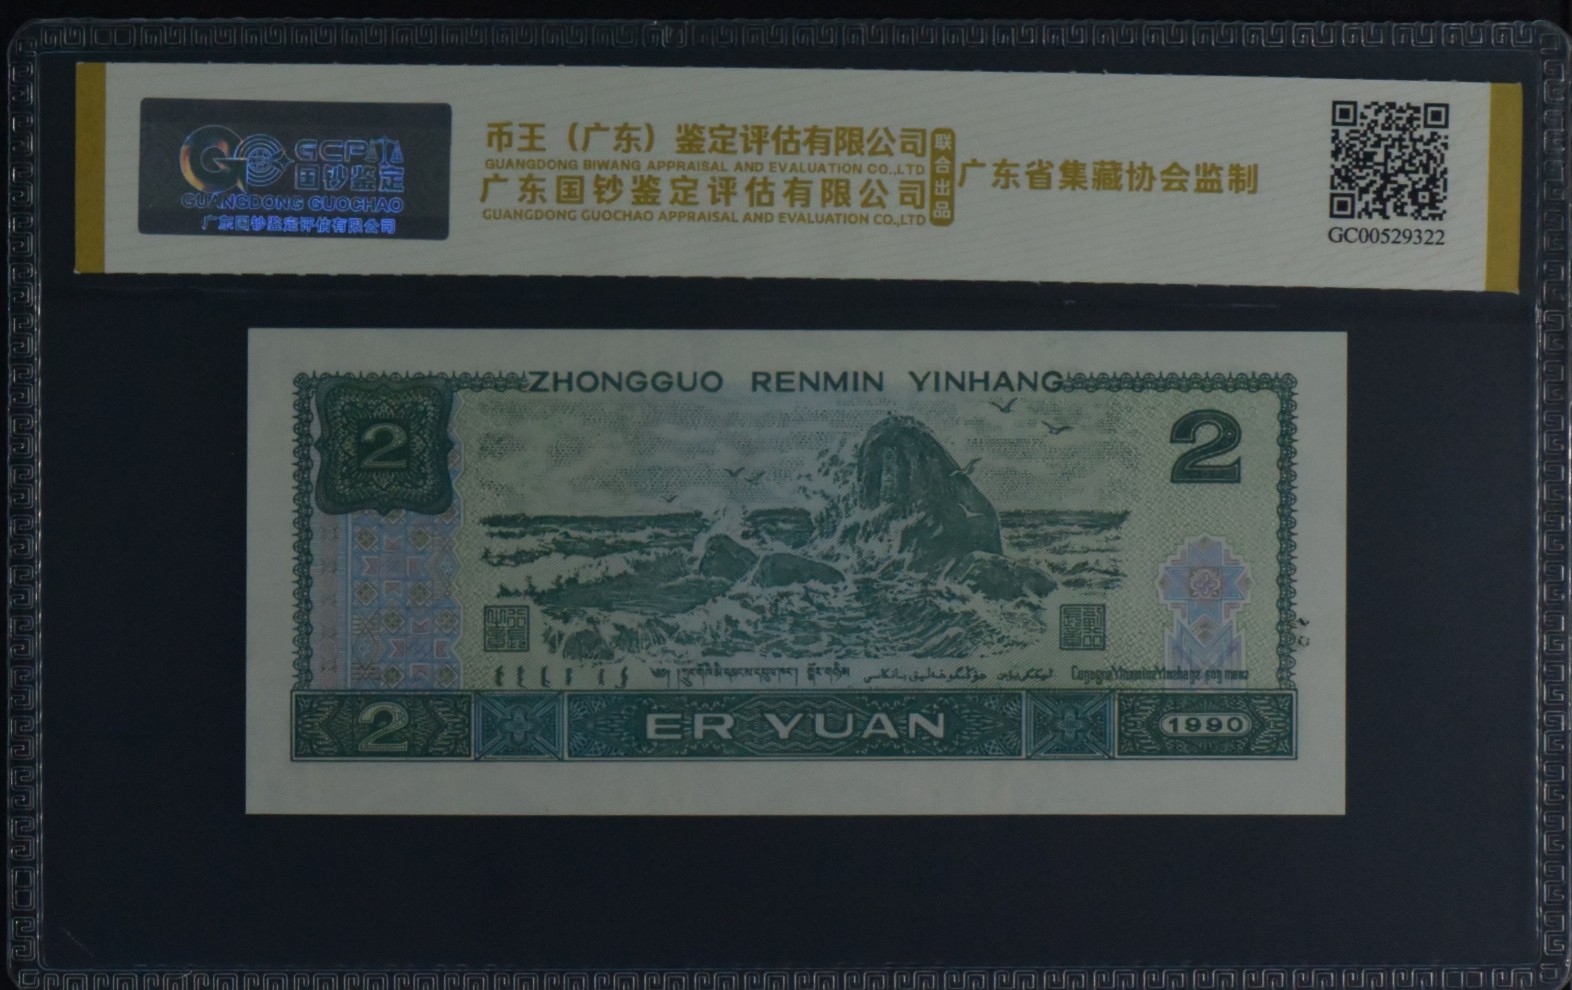 GCP
国钞鉴定
GUANGDONG GUOCHAO
广东国钞鉴定评估有限公司
币王（广东）鉴定评估有限公司
GUANGDONG BIWANG APPRAISAL AND EVALUATION CO.,LTD
广东国钞鉴定评估有限公司
GUANGDONG GUOCHAO APPRAISAL AND EVALUATION CO.,LTD
联合出品
广东省集藏协会监制
GC00529322
ZHONGGUO RENMIN YINHANG
2
2
2
ER YUAN
1990